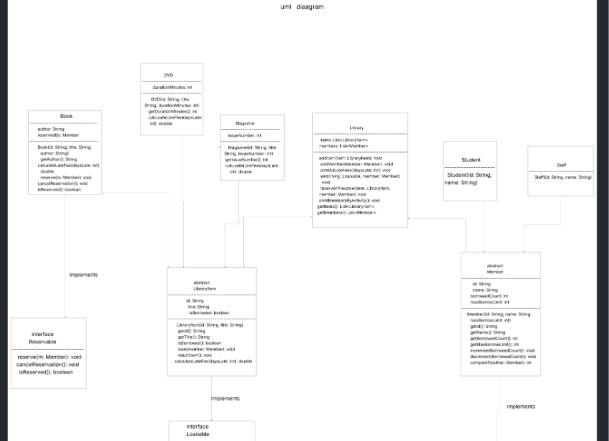 uml diaagram
DVD
durationMinutes: int
DVD(id: String, title:
String, durationMinutes: int)
getDurationMinutes(): int
calculateLateFee(daysLate:
int): double
Book
author: String
reservedBy: Member
Book(id: String, title: String,
author: String)
getAuthor(): String
calculateLateFee(daysLate: int):
double
reserve(m: Member): void
cancelReservation(): void
isReserved(): boolean
Magazine
issueNumber: int
Magazine(id: String, title:
String, issueNumber: int)
getIssueNumber(): int
calculateLateFee(daysLate:
int): double
Library
items: List<LibraryItem>
members: List<Member>
addItem(item: LibraryItem): void
addMember(member: Member): void
printAllLateFees(daysLate: int): void
lend(thing: Loanable, member: Member):
void
reserveIfPossible(item: LibraryItem,
member: Member): void
printMembersByActivity(): void
getItems(): List<LibraryItem>
getMembers(): List<Member>
Student
Student(id: String,
name: String)
Staff
Staff(id: String, name: String)
implements
interface
Reservable
reserve(m: Member): void
cancelReservation(): void
isReserved(): boolean
abstract
LibraryItem
id: String
title: String
isBorrowed: boolean
LibraryItem(id: String, title: String)
getId(): String
getTitle(): String
isBorrowed(): boolean
loan(member: Member): void
returnItem(): void
calculateLateFee(daysLate: int): double
abstract
Member
id: String
name: String
borrowedCount: int
maxBorrowLimit: int
Member(id: String, name: String,
maxBorrowLimit: int)
getId(): String
getName(): String
getBorrowedCount(): int
getMaxBorrowLimit(): int
incrementBorrowedCount(): void
decrementBorrowedCount(): void
compareTo(other: Member): int
implements
interface
Loanable
implements